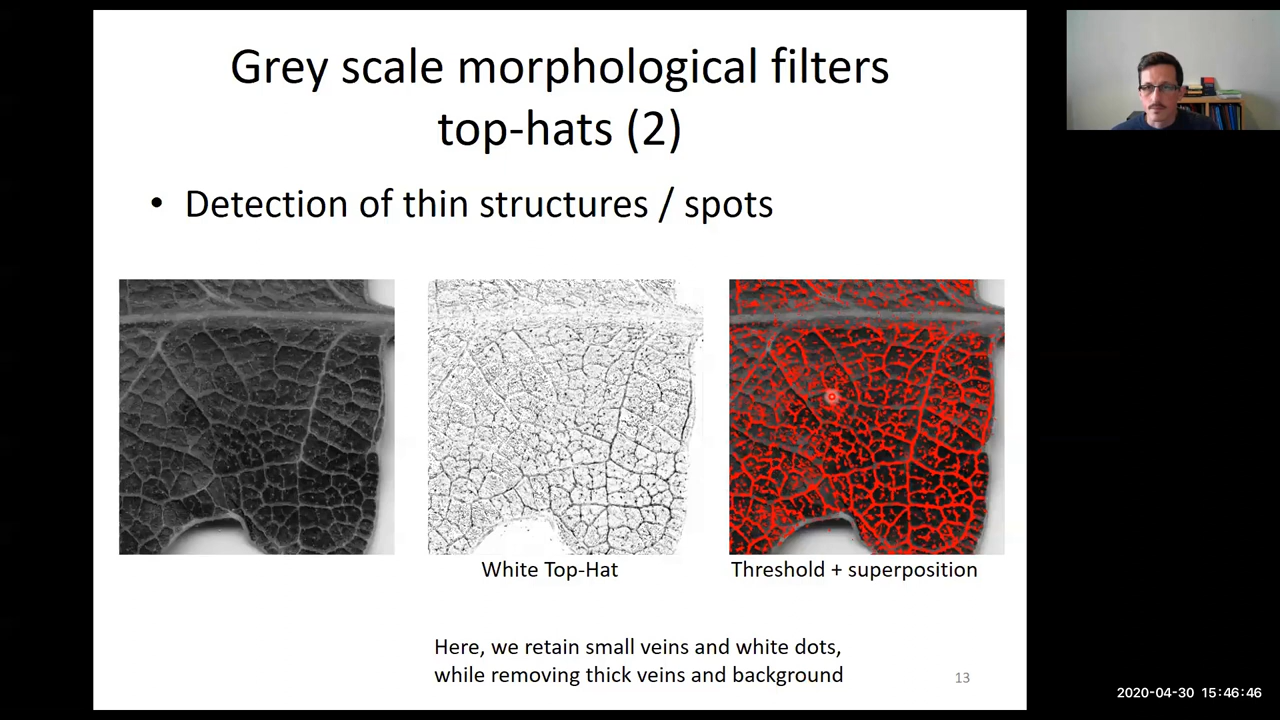 Grey scale morphological filters
top-hats (2)
• Detection of thin structures / spots
White Top-Hat
Threshold + superposition
Here, we retain small veins and white dots,
while removing thick veins and background
13
2020-04-30 15:46:46